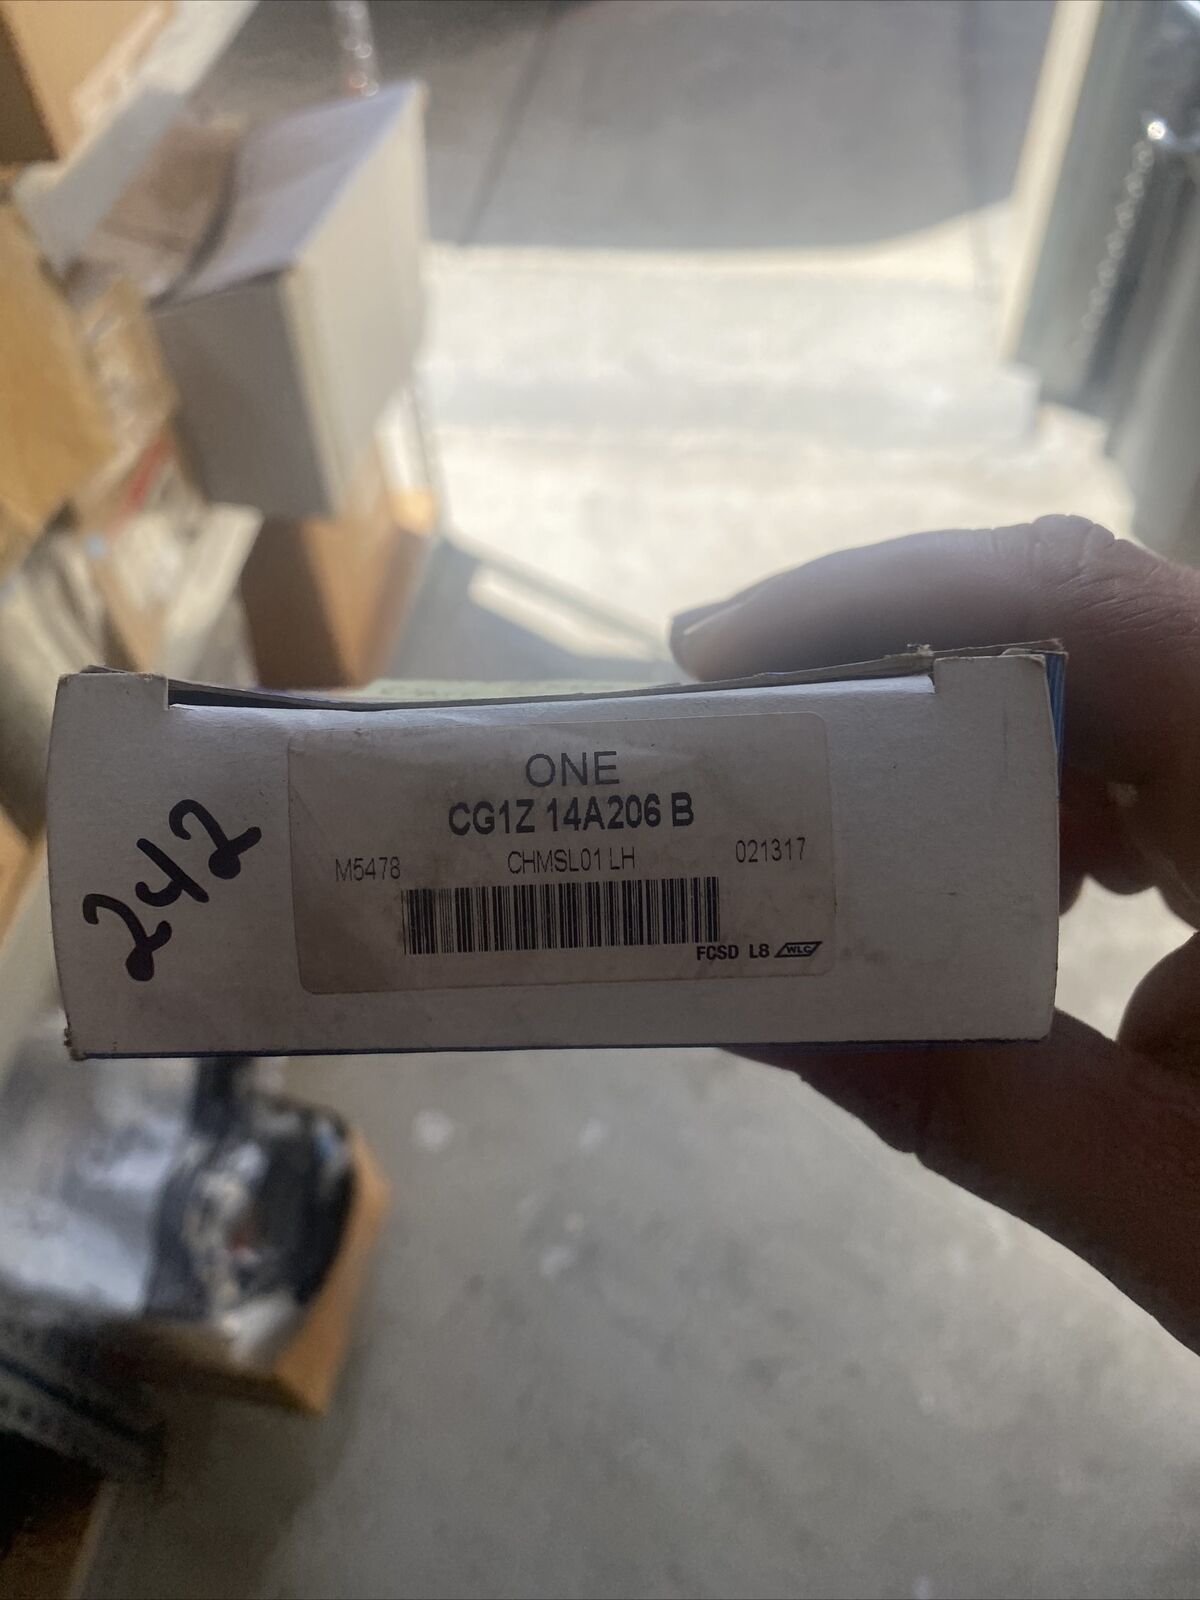 242
ONE
CG1Z 14A206 B
M5478 CHMSL01 LH 021317
FCSD L8 WLC